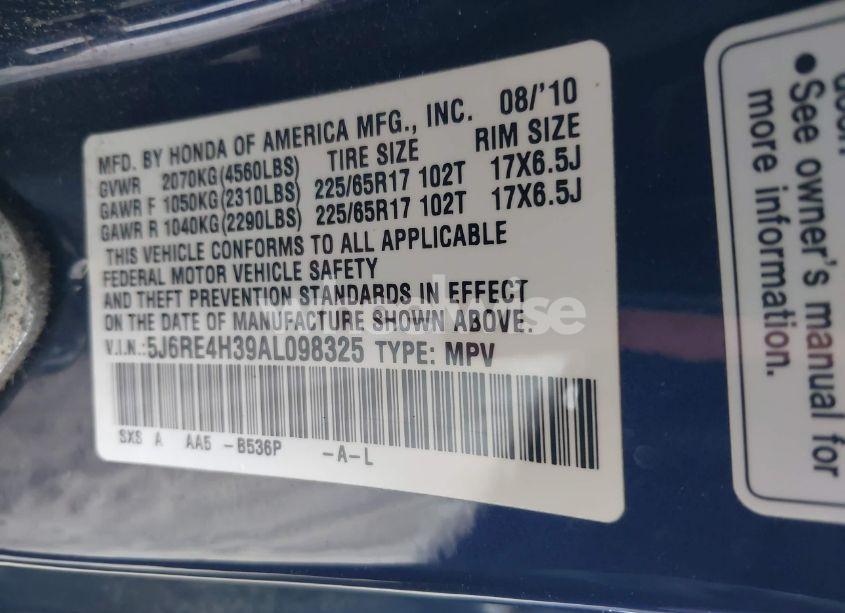 MFD. BY HONDA OF AMERICA MFG., INC. 08/'10
GVWR 2070KG(4560LBS) TIRE SIZE RIM SIZE
GAWR F 1050KG(2310LBS) 225/65R17 102T 17X6.5J
GAWR R 1040KG(2290LBS) 225/65R17 102T 17X6.5J
THIS VEHICLE CONFORMS TO ALL APPLICABLE
FEDERAL MOTOR VEHICLE SAFETY
AND THEFT PREVENTION STANDARDS IN EFFECT
ON THE DATE OF MANUFACTURE SHOWN ABOVE.
V.I.N.:5J6RE4H39AL098325 TYPE: MPV
SXS A AA5 -B536P -A-L
●See owner's manual for
more information.